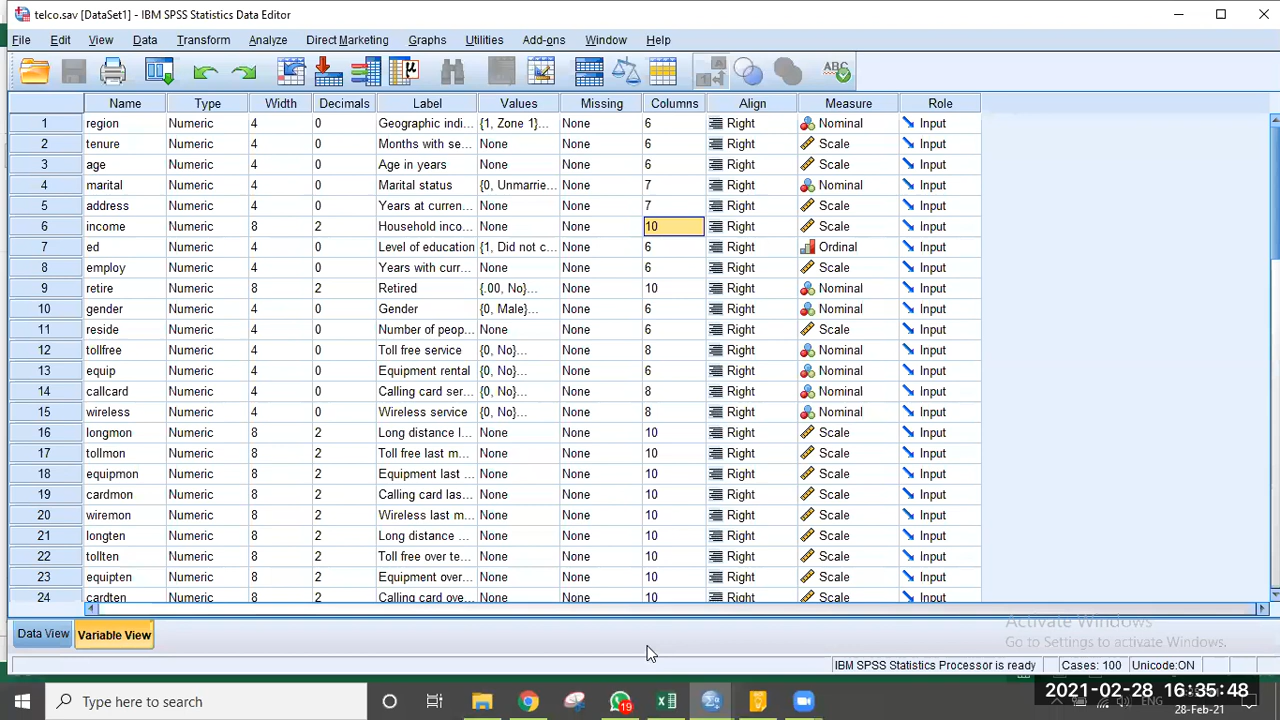 telco.sav [DataSet1] - IBM SPSS Statistics Data Editor
File Edit View Data Transform Analyze Direct Marketing Graphs Utilities Add-ons Window Help
Name Type Width Decimals Label Values Missing Columns Align Measure Role
1 region Numeric 4 0 Geographic indi... {1, Zone 1}... None 6 Right Nominal Input
2 tenure Numeric 4 0 Months with se... None None 6 Right Scale Input
3 age Numeric 4 0 Age in years None None 6 Right Scale Input
4 marital Numeric 4 0 Marital status {0, Unmarrie... None 7 Right Nominal Input
5 address Numeric 4 0 Years at curren... None None 7 Right Scale Input
6 income Numeric 8 2 Household inco... None None 10 Right Scale Input
7 ed Numeric 4 0 Level of education {1, Did not c... None 6 Right Ordinal Input
8 employ Numeric 4 0 Years with curr... None None 6 Right Scale Input
9 retire Numeric 8 2 Retired {.00, No}... None 10 Right Nominal Input
10 gender Numeric 4 0 Gender {0, Male}... None 6 Right Nominal Input
11 reside Numeric 4 0 Number of peop... None None 6 Right Scale Input
12 tollfree Numeric 4 0 Toll free service {0, No}... None 8 Right Nominal Input
13 equip Numeric 4 0 Equipment rental {0, No}... None 6 Right Nominal Input
14 callcard Numeric 4 0 Calling card ser... {0, No}... None 8 Right Nominal Input
15 wireless Numeric 4 0 Wireless service {0, No}... None 8 Right Nominal Input
16 longmon Numeric 8 2 Long distance l... None None 10 Right Scale Input
17 tollmon Numeric 8 2 Toll free last m... None None 10 Right Scale Input
18 equipmon Numeric 8 2 Equipment last ... None None 10 Right Scale Input
19 cardmon Numeric 8 2 Calling card las... None None 10 Right Scale Input
20 wiremon Numeric 8 2 Wireless last m... None None 10 Right Scale Input
21 longten Numeric 8 2 Long distance ... None None 10 Right Scale Input
22 tollten Numeric 8 2 Toll free over te... None None 10 Right Scale Input
23 equipten Numeric 8 2 Equipment over... None None 10 Right Scale Input
24 cardten Numeric 8 2 Calling card ove... None None 10 Right Scale Input
Data View Variable View
Activate Windows
Go to Settings to activate Windows.
IBM SPSS Statistics Processor is ready Cases: 100 Unicode:ON
Type here to search
19
2021-02-28 16:35:48
ENG
28-Feb-21